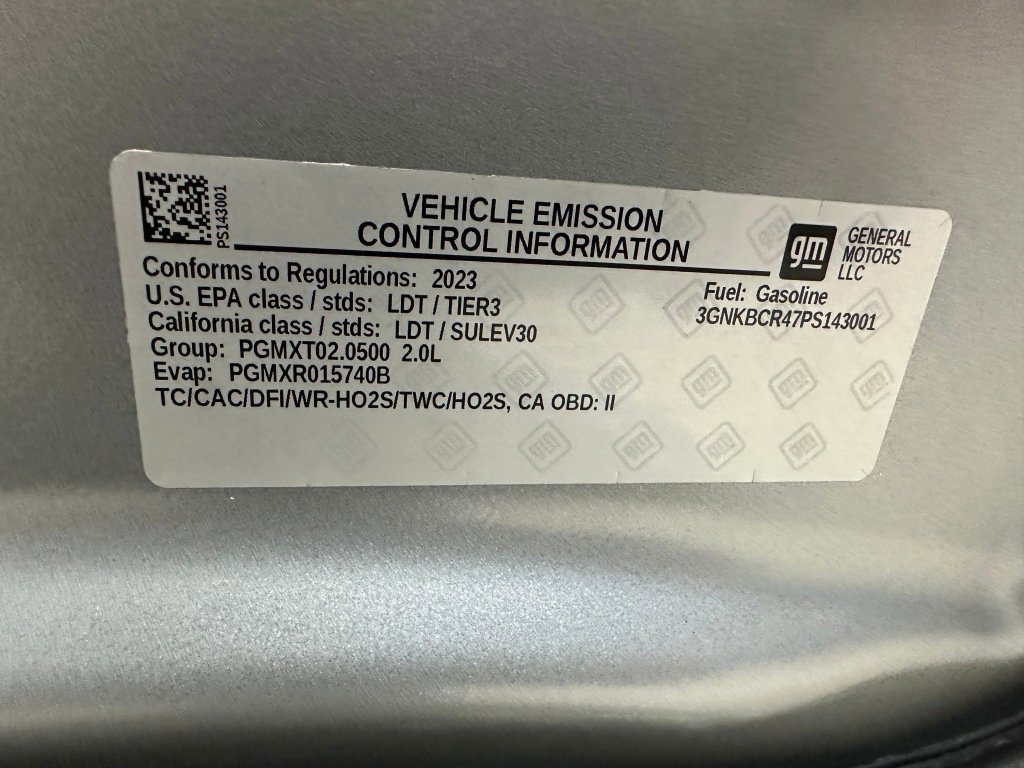 PS143001
VEHICLE EMISSION
CONTROL INFORMATION
gm
GENERAL
MOTORS
LLC
Conforms to Regulations: 2023
U.S. EPA class / stds: LDT / TIER3
California class / stds: LDT / SULEV30
Group: PGMXT02.0500 2.0L
Evap: PGMXR015740B
TC/CAC/DFI/WR-HO2S/TWC/HO2S, CA OBD: II
Fuel: Gasoline
3GNKBCR47PS143001